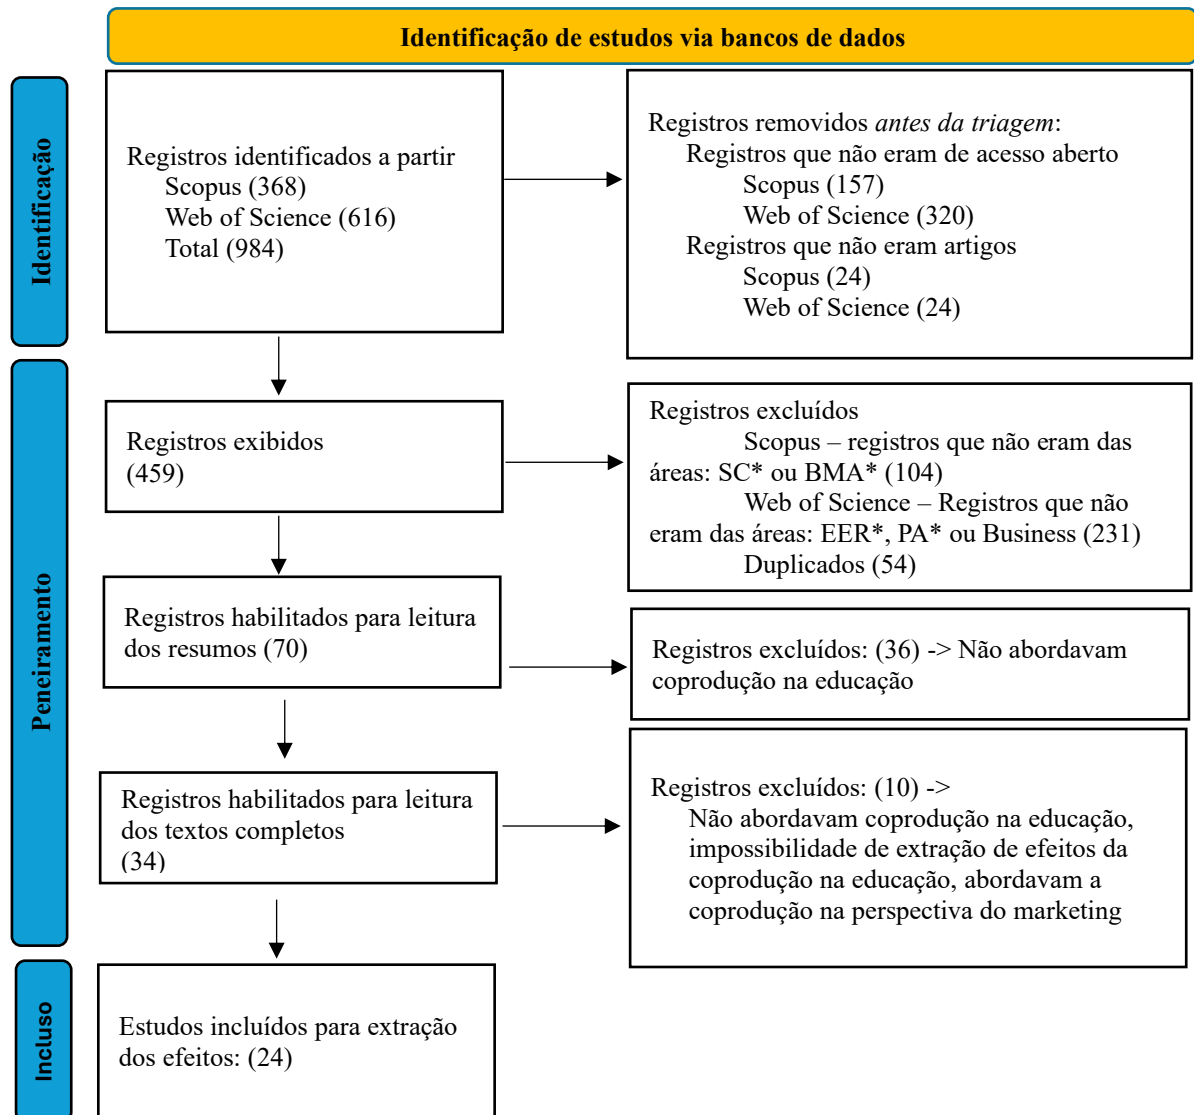 Identificação de estudos via bancos de dados
Identificação
Registros identificados a partir
Scopus (368)
Web of Science (616)
Total (984)
Registros removidos antes da triagem:
Registros que não eram de acesso aberto
Scopus (157)
Web of Science (320)
Registros que não eram artigos
Scopus (24)
Web of Science (24)
Peneiramento
Registros exibidos
(459)
Registros excluídos
Scopus – registros que não eram das
áreas: SC* ou BMA* (104)
Web of Science – Registros que não
eram das áreas: EER*, PA* ou Business (231)
Duplicados (54)
Registros habilitados para leitura
dos resumos (70)
Registros excluídos: (36) -> Não abordavam
coprodução na educação
Registros habilitados para leitura
dos textos completos
(34)
Registros excluídos: (10) ->
Não abordavam coprodução na educação,
impossibilidade de extração de efeitos da
coprodução na educação, abordavam a
coprodução na perspectiva do marketing
Incluso
Estudos incluídos para extração
dos efeitos: (24)